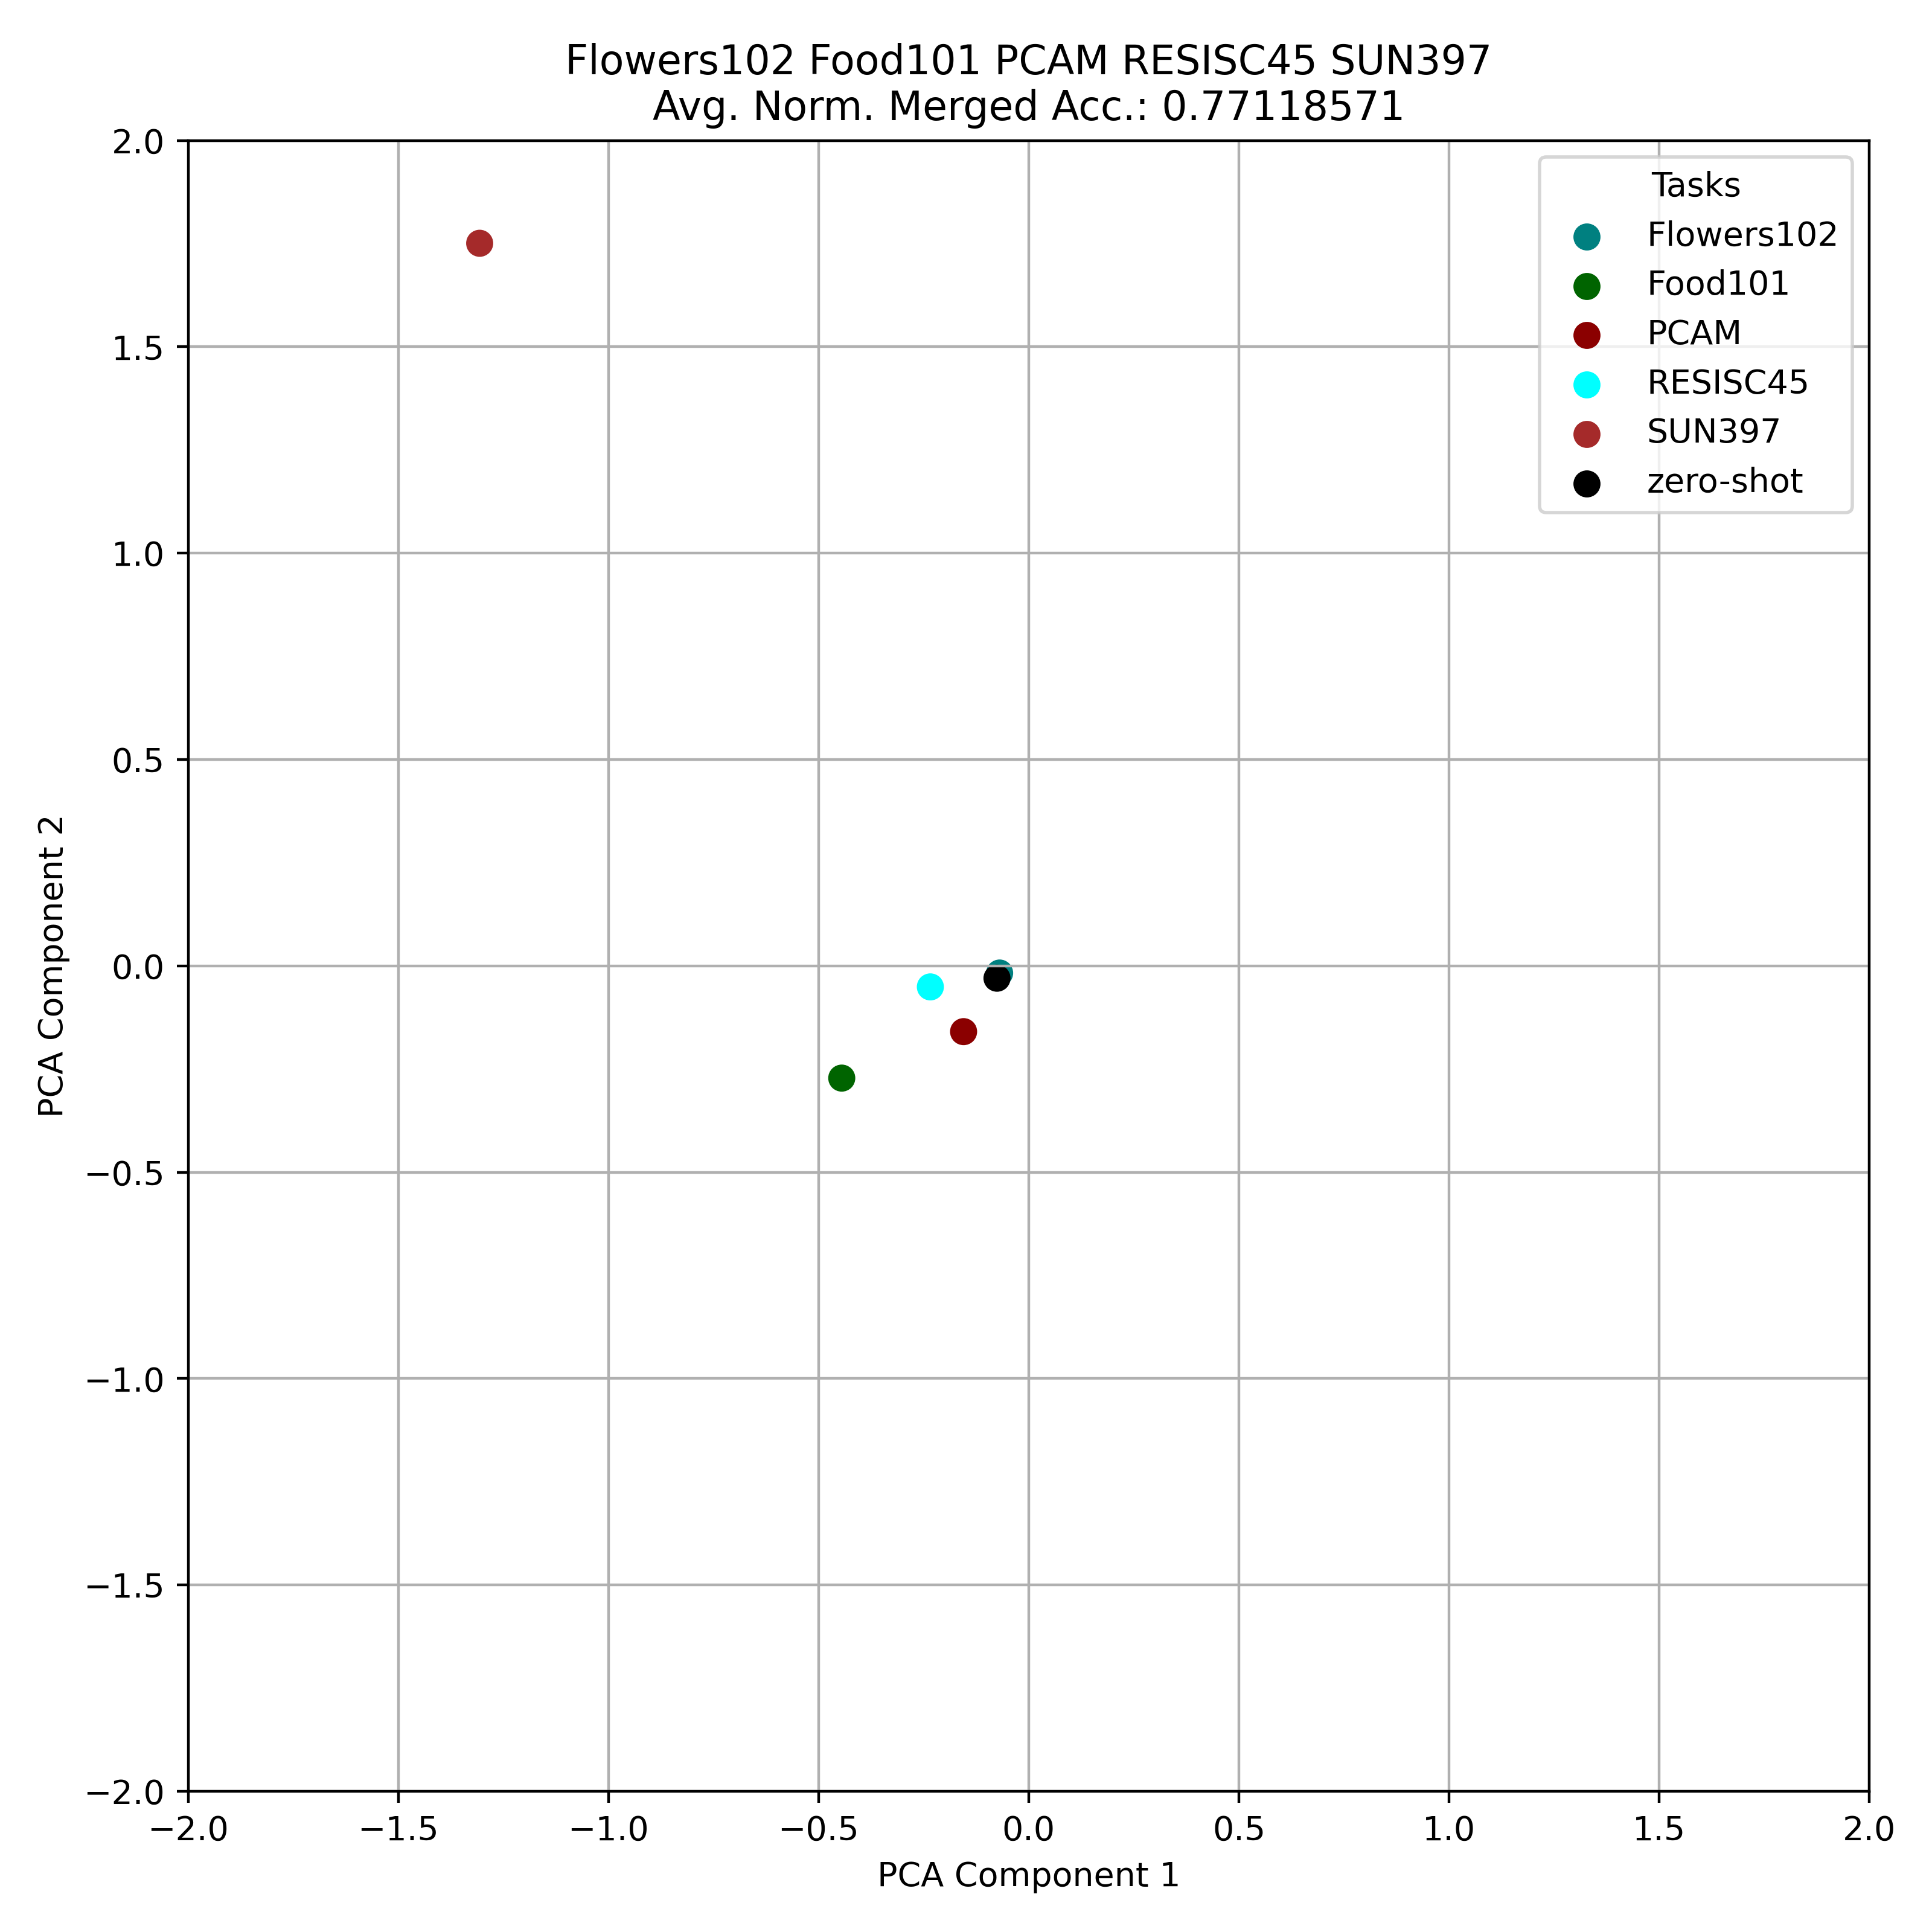 Flowers102 Food101 PCAM RESISC45 SUN397
Avg. Norm. Merged Acc.: 0.77118571
Tasks
Flowers102
Food101
PCAM
RESISC45
SUN397
zero-shot
PCA Component 2
2.0
1.5
1.0
0.5
0.0
−0.5
−1.0
−1.5
−2.0
−2.0 −1.5 −1.0 −0.5 0.0 0.5 1.0 1.5 2.0
PCA Component 1